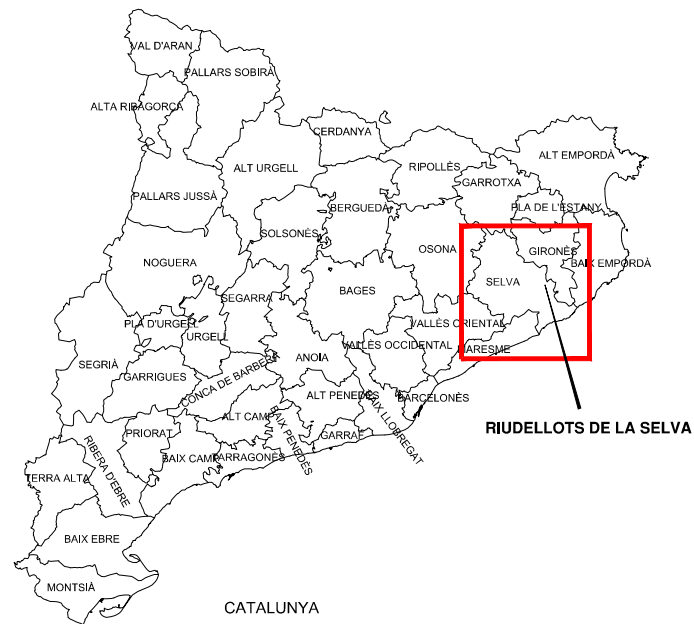 VAL D'ARAN
PALLARS SOBIRÀ
ALTA RIBAGORÇA
CERDANYA
ALT URGELL
RIPOLLÈS
ALT EMPORDÀ
GARROTXA
PALLARS JUSSÀ
BERGUEDÀ
PLA DE L'ESTANY
SOLSONÈS
OSONA
GIRONÈS
NOGUERA
BAIX EMPORDÀ
SELVA
BAGES
SEGARRA
PLA D'URGELL
VALLÈS ORIENTAL
URGELL
VALLÈS OCCIDENTAL
MARESME
ANOIA
SEGRIÀ
GARRIGUES
CONCA DE BARBERÀ
ALT PENEDÈS
BARCELONÈS
BAIX LLOBREGAT
ALT CAMP
BAIX PENEDÈS
RIUDELLOTS DE LA SELVA
PRIORAT
GARRAF
RIBERA D'EBRE
BAIX CAMP
TARRAGONÈS
TERRA ALTA
BAIX EBRE
MONTSIÀ
CATALUNYA